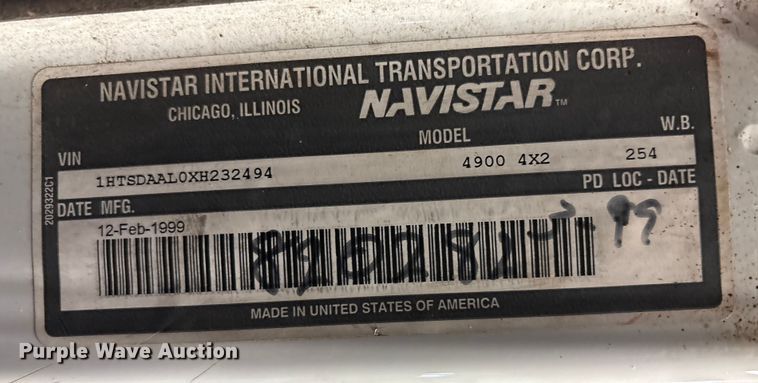 NAVISTAR INTERNATIONAL TRANSPORTATION CORP.
CHICAGO, ILLINOIS NAVISTAR™
VIN MODEL W.B.
1HTSDAAL0XH232494 4900 4X2 254
DATE MFG. PD LOC - DATE
12-Feb-1999
MADE IN UNITED STATES OF AMERICA
2029322C1
Purple Wave Auction